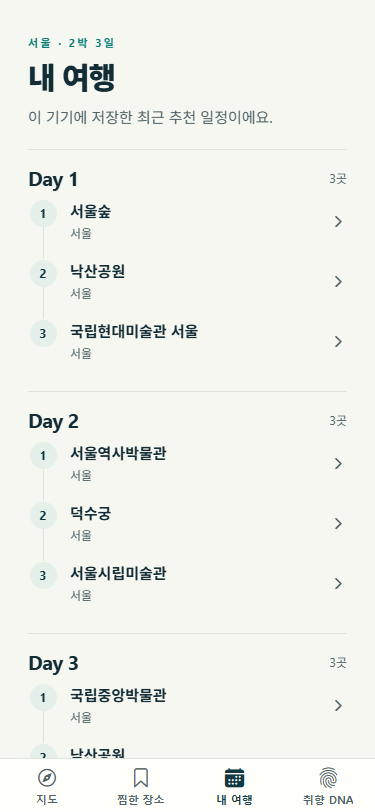 서울 · 2박 3일
내 여행
이 기기에 저장한 최근 추천 일정이에요.
Day 1
3곳
1
서울숲
서울
2
낙산공원
서울
3
국립현대미술관 서울
서울
Day 2
3곳
1
서울역사박물관
서울
2
덕수궁
서울
3
서울시립미술관
서울
Day 3
3곳
1
국립중앙박물관
서울
2
낙산공원
지도
찜한 장소
내 여행
취향 DNA